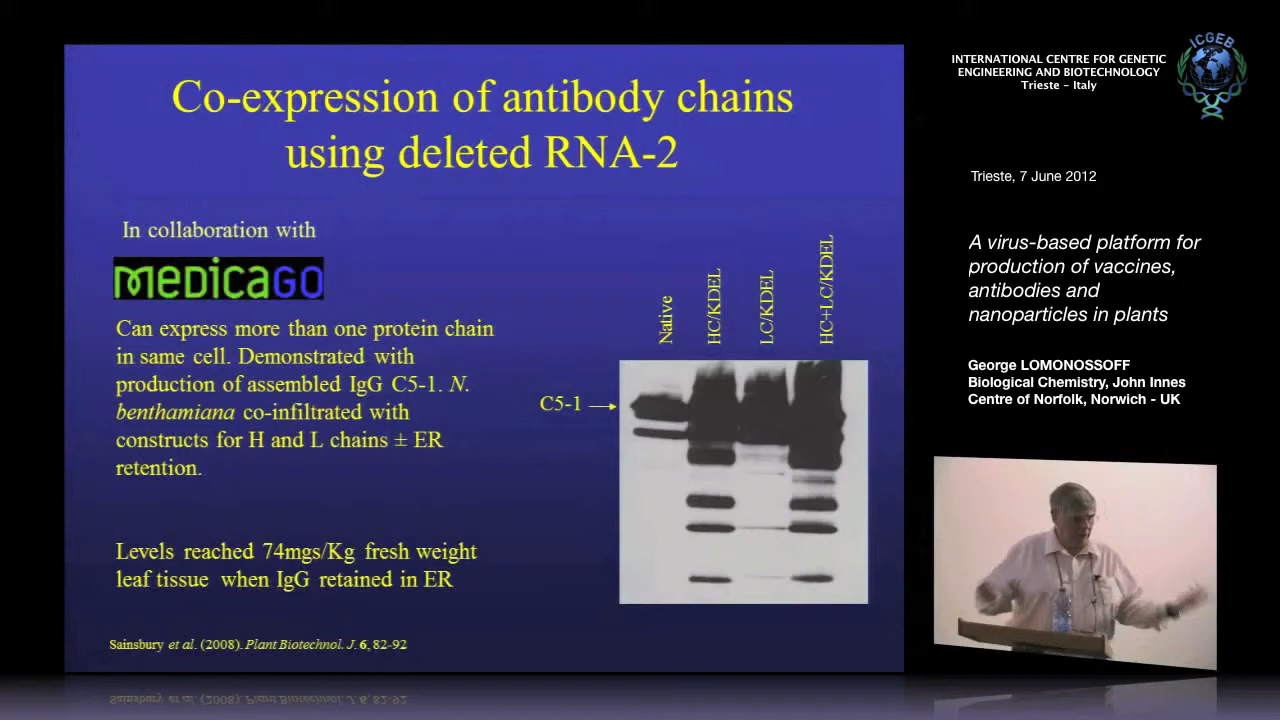 Co-expression of antibody chains
using deleted RNA-2
In collaboration with
MEDICAGO
Can express more than one protein chain
in same cell. Demonstrated with
production of assembled IgG C5-1. N.
benthamiana co-infiltrated with
constructs for H and L chains ± ER
retention.
Levels reached 74mgs/Kg fresh weight
leaf tissue when IgG retained in ER
Sainsbury et al. (2008). Plant Biotechnol. J. 6, 82-92
Native
HC/KDEL
LC/KDEL
HC+LC/KDEL
C5-1
INTERNATIONAL CENTRE FOR GENETIC
ENGINEERING AND BIOTECHNOLOGY
Trieste - Italy
ICGEB
Trieste, 7 June 2012
A virus-based platform for
production of vaccines,
antibodies and
nanoparticles in plants
George LOMONOSSOFF
Biological Chemistry, John Innes
Centre of Norfolk, Norwich - UK